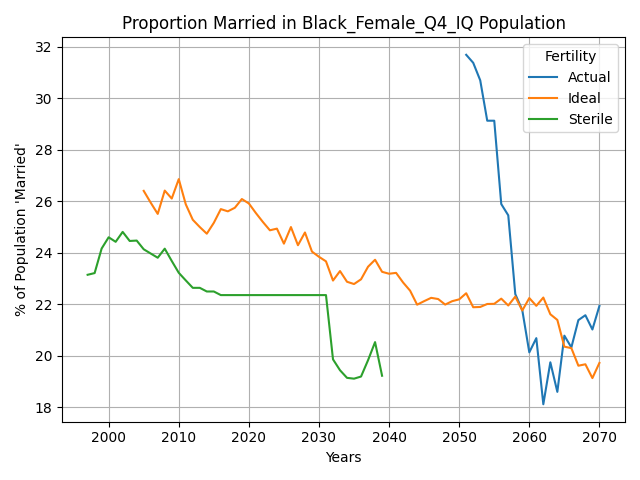 Proportion Married in Black_Female_Q4_IQ Population
% of Population 'Married'
32
30
28
26
24
22
20
18
Fertility
Actual
Ideal
Sterile
2000 2010 2020 2030 2040 2050 2060 2070
Years